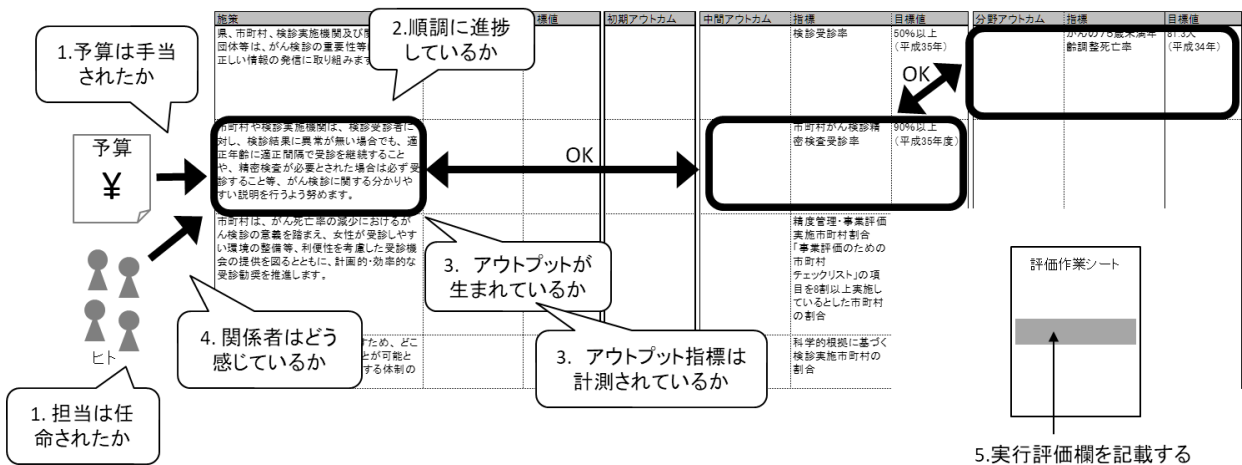 施策
標値
初期アウトカム
中間アウトカム
指標
目標値
分野アウトカム
指標
目標値
1.予算は手当
されたか
2.順調に進捗
しているか
県、市町村、検診実施機関及び
団体等は、がん検診の重要性等
正しい情報の発信に取り組みます
検診受診率
50%以上
(平成35年)
がんの75歳未満年
齢調整死亡率
81.3人
(平成34年)
OK
予算
¥
市町村や検診実施機関は、検診受診者に
対し、検診結果に異常が無い場合でも、適
正年齢に適正間隔で受診を継続すること
や、精密検査が必要とされた場合は必ず受
診すること等、がん検診に関する分かりや
すい説明を行うよう努めます。
OK
市町村がん検診精
密検査受診率
90%以上
(平成35年度)
市町村は、がん死亡率の減少におけるが
ん検診の意義を踏まえ、女性が受診しやす
い環境の整備等、利便性を考慮した受診機
会の提供を図るとともに、計画的・効率的な
受診勧奨を推進します。
3. アウトプットが
生まれているか
精度管理・事業評価
実施市町村割合
「事業評価のための
市町村
チェックリスト」の項
目を8割以上実施し
ているとした市町村
の割合
評価作業シート
ヒト
4. 関係者はどう
感じているか
すため、どこ
とが可能と
する体制の
3. アウトプット指標は
計測されているか
科学的根拠に基づく
検診実施市町村の
割合
1. 担当は任
命されたか
5.実行評価欄を記載する